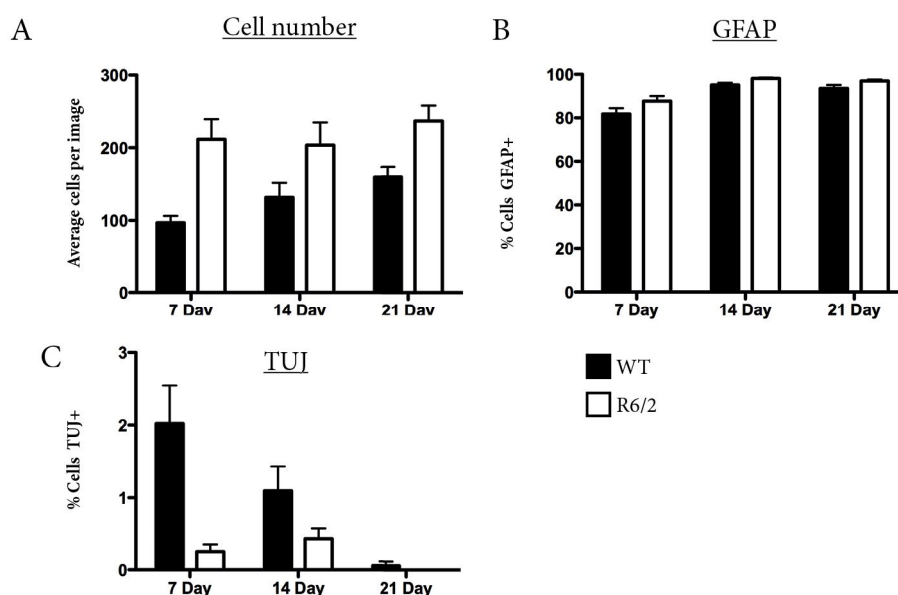 A
Cell number
Average cells per image
300
200
100
0
7 Dav
14 Dav
21 Dav
B
GFAP
% Cells GFAP+
100
80
60
40
20
0
7 Day
14 Day
21 Day
C
TUJ
% Cells TUJ+
3
2
1
0
7 Day
14 Day
21 Day
WT
R6/2